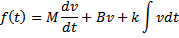 f(t) = M dv/dt + Bv + k ∫ vdt